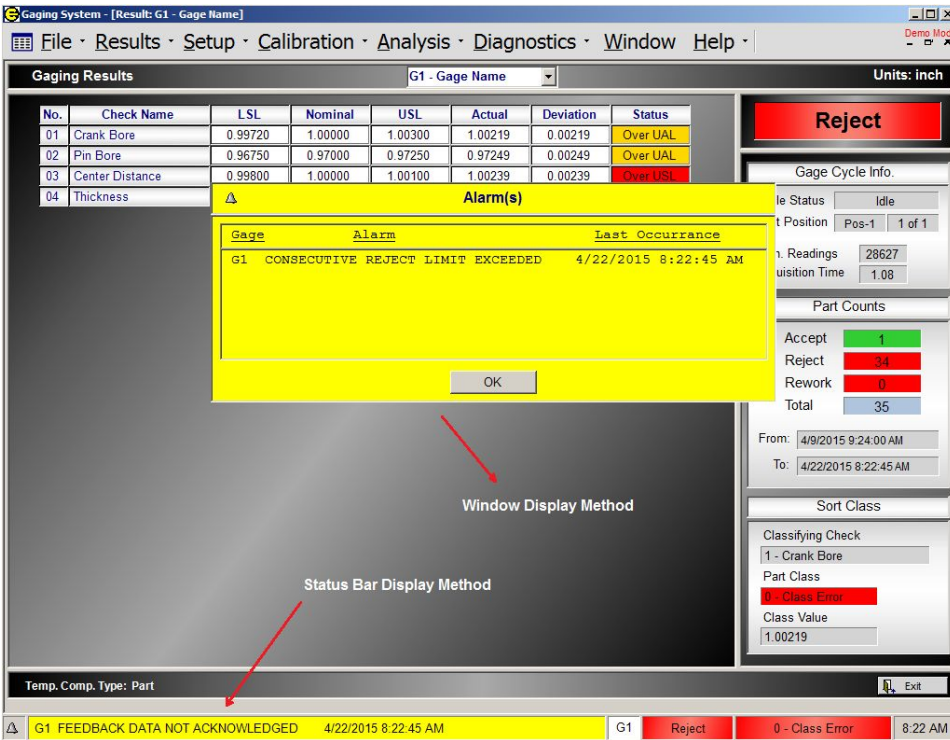 Gaging System - [Result: G1 - Gage Name]
File · Results · Setup · Calibration · Analysis · Diagnostics · Window Help ·
Demo Mod
Gaging Results G1 - Gage Name Units: inch
No. Check Name LSL Nominal USL Actual Deviation Status
01 Crank Bore 0.99720 1.00000 1.00300 1.00219 0.00219 Over UAL
02 Pin Bore 0.96750 0.97000 0.97250 0.97249 0.00249 Over UAL
03 Center Distance 0.99800 1.00000 1.00100 1.00239 0.00239 Over USL
04 Thickness
Alarm(s)
Gage Alarm Last Occurrance
G1 CONSECUTIVE REJECT LIMIT EXCEEDED 4/22/2015 8:22:45 AM
OK
Window Display Method
Status Bar Display Method
Reject
Gage Cycle Info.
le Status Idle
t Position Pos-1 1 of 1
. Readings 28627
uisition Time 1.08
Part Counts
Accept 1
Reject 34
Rework 0
Total 35
From: 4/9/2015 9:24:00 AM
To: 4/22/2015 8:22:45 AM
Sort Class
Classifying Check
1 - Crank Bore
Part Class
0 - Class Error
Class Value
1.00219
Temp. Comp. Type: Part Exit
G1 FEEDBACK DATA NOT ACKNOWLEDGED 4/22/2015 8:22:45 AM G1 Reject 0 - Class Error 8:22 AM